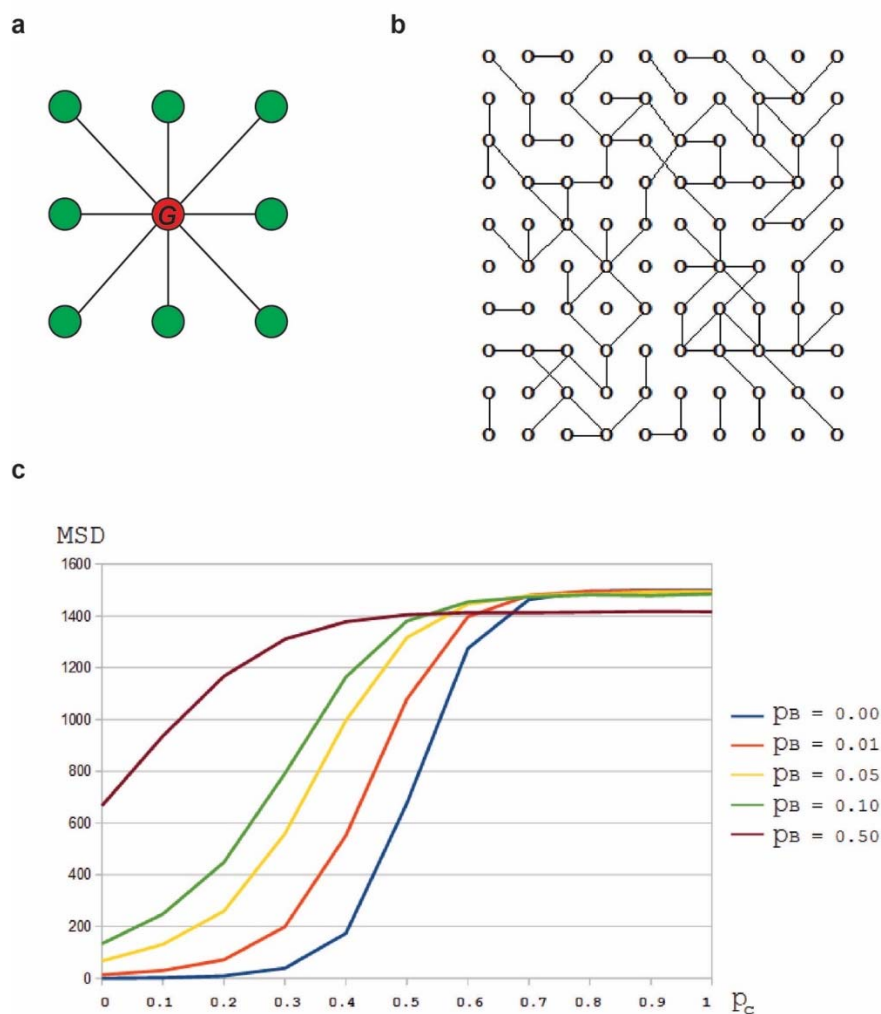 a
b
G
o o o o o o o o o o
o o o o o o o o o o
o o o o o o o o o o
o o o o o o o o o o
o o o o o o o o o o
o o o o o o o o o o
o o o o o o o o o o
o o o o o o o o o o
o o o o o o o o o o
o o o o o o o o o o
c
MSD
1600
1400
1200
1000
800
600
400
200
0
0 0.1 0.2 0.3 0.4 0.5 0.6 0.7 0.8 0.9 1 pc
pB = 0.00
pB = 0.01
pB = 0.05
pB = 0.10
pB = 0.50